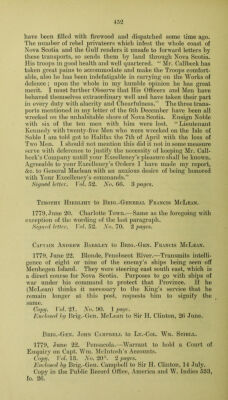 452
have been filled with firewood and dispatched some time ago.
The number of rebel privateers which infest the whole coast of
Nova Scotia and the Gulf renders it unsafe to forward letters by
these transports, so sends them by land through Nova Scotia.
His troops in good health and well quartered. “Mr. Callbeck has
taken great pains to accommodate and make the Troops comfort-
able, also he has been indefatigable in carrying on the Works of
defence; upon the whole in my humble opinion he has great
merit. I must further Observe that His Officers and Men have
behaved themselves extraordinary well and have taken their part
in every duty with alacrity and Chearfulness.” The three trans-
ports mentioned in my letter of the 6th December have been all
wrecked on the inhabitable shore of Nova Scotia. Ensign Noble
with six of the ten men with him were lost. “Lieutenant
Kennedy with twenty-five Men who were wrecked on the Isle of
Sable I am told got to Halifax the 7th of April with the loss of
Two Men. I should not mention this did it not in some measure
serve with deference to justify the necessity of keeping Mr. Call-
beck's Company untill your Excellency's pleasure shall be known.
Agreeable to your Excellency's Orders I have made my report,
&c. to General Maclean with an anxious desire of being honored
with Your Excellency's commands.”
Signed letter. Vol. 52. No. 66. 3 pages.
Timothy Hierlihy to Brig.-General Francis McLean.
1779, June 20. Charlotte Town.—Same as the foregoing with
exception of the wording of the last paragraph.
Signed letter. Vol. 52. No. 70. 2 pages.
Captain Andrew Barkley to Brig.-Gen. Francis McLean.
1779, June 22. Blonde, Penobscot River.—Transmits intelli-
gence of eight or nine of the enemy's ships being seen off
Menhegen Island. They were steering east south east, which is
a direct course for Nova Scotia. Purposes to go with ships of
war under his command to protect that Province. If he
(McLean) thinks it necessary to the King's service that he
remain longer at this post, requests him to signify the
same.
Copy. Vol. 21. No. 90. 1 page.
Enclosed by Brig.-Gen. McLean to Sir H. Clinton, 26 June.
Brig.-Gen. John Campbell to Lt.-Col. Wm. Stiell.
1779, June 22. Pensacola.—Warrant to hold a Court of
Enquiry on Capt. Wm. McIntosh's Accounts.
Copy. Vol. 18. No. 20². 2 pages.
Enclosed by Brig.-Gen. Campbell to Sir H. Clinton, 14 July.
Copy in the Public Record Office, America and W. Indies 533,
fo. 26.